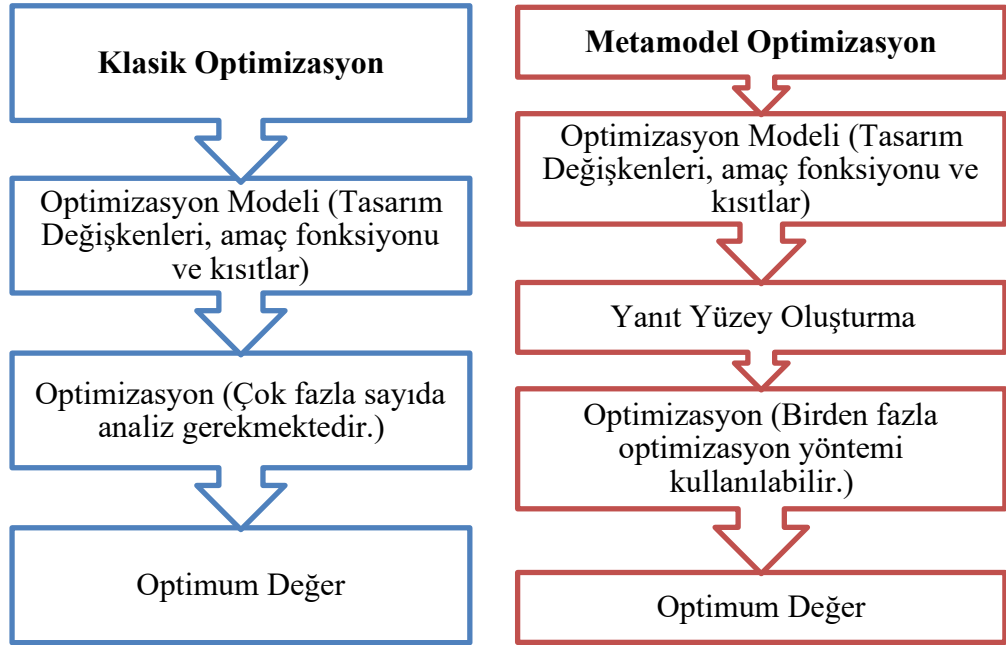 Klasik Optimizasyon
Optimizasyon Modeli (Tasarım
Değişkenleri, amaç fonksiyonu
ve kısıtlar)
Optimizasyon (Çok fazla sayıda
analiz gerekmektedir.)
Optimum Değer
Metamodel Optimizasyon
Optimizasyon Modeli (Tasarım
Değişkenleri, amaç fonksiyonu ve
kısıtlar)
Yanıt Yüzey Oluşturma
Optimizasyon (Birden fazla
optimizasyon yöntemi
kullanılabilir.)
Optimum Değer